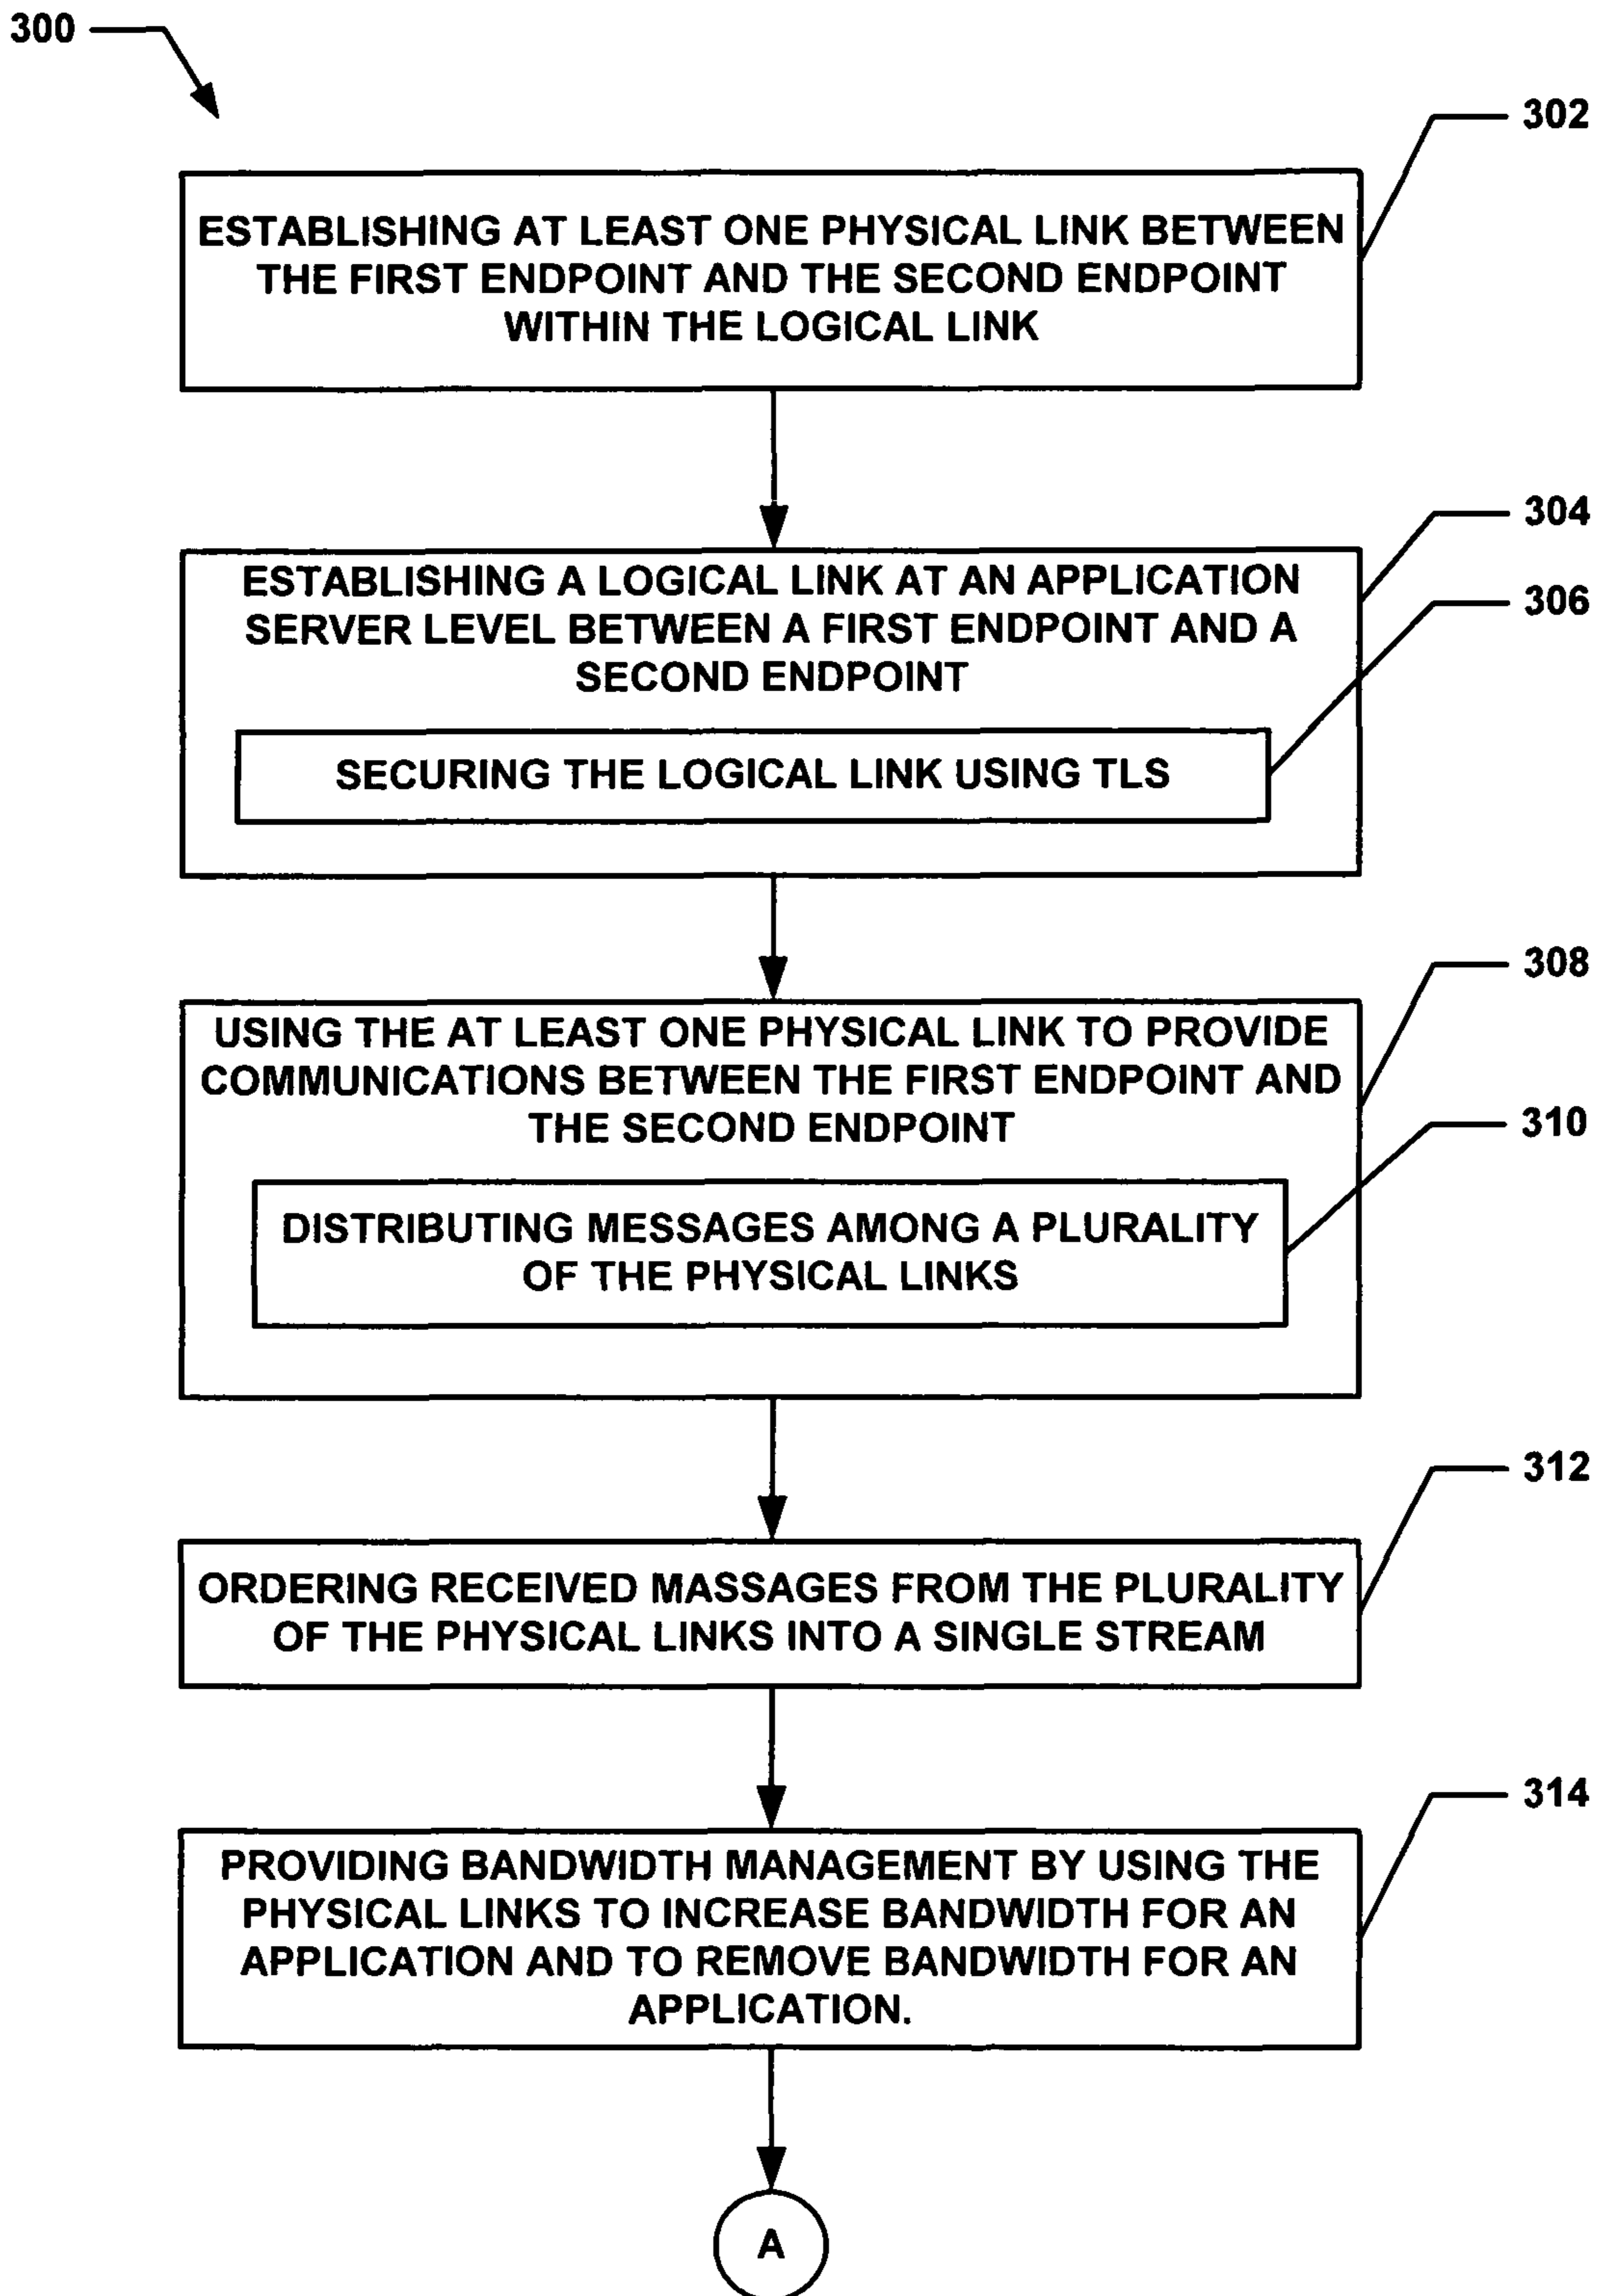 300
302
ESTABLISHING AT LEAST ONE PHYSICAL LINK BETWEEN
THE FIRST ENDPOINT AND THE SECOND ENDPOINT
WITHIN THE LOGICAL LINK
304
ESTABLISHING A LOGICAL LINK AT AN APPLICATION
SERVER LEVEL BETWEEN A FIRST ENDPOINT AND A
SECOND ENDPOINT
306
SECURING THE LOGICAL LINK USING TLS
308
USING THE AT LEAST ONE PHYSICAL LINK TO PROVIDE
COMMUNICATIONS BETWEEN THE FIRST ENDPOINT AND
THE SECOND ENDPOINT
310
DISTRIBUTING MESSAGES AMONG A PLURALITY
OF THE PHYSICAL LINKS
312
ORDERING RECEIVED MASSAGES FROM THE PLURALITY
OF THE PHYSICAL LINKS INTO A SINGLE STREAM
314
PROVIDING BANDWIDTH MANAGEMENT BY USING THE
PHYSICAL LINKS TO INCREASE BANDWIDTH FOR AN
APPLICATION AND TO REMOVE BANDWIDTH FOR AN
APPLICATION.
A